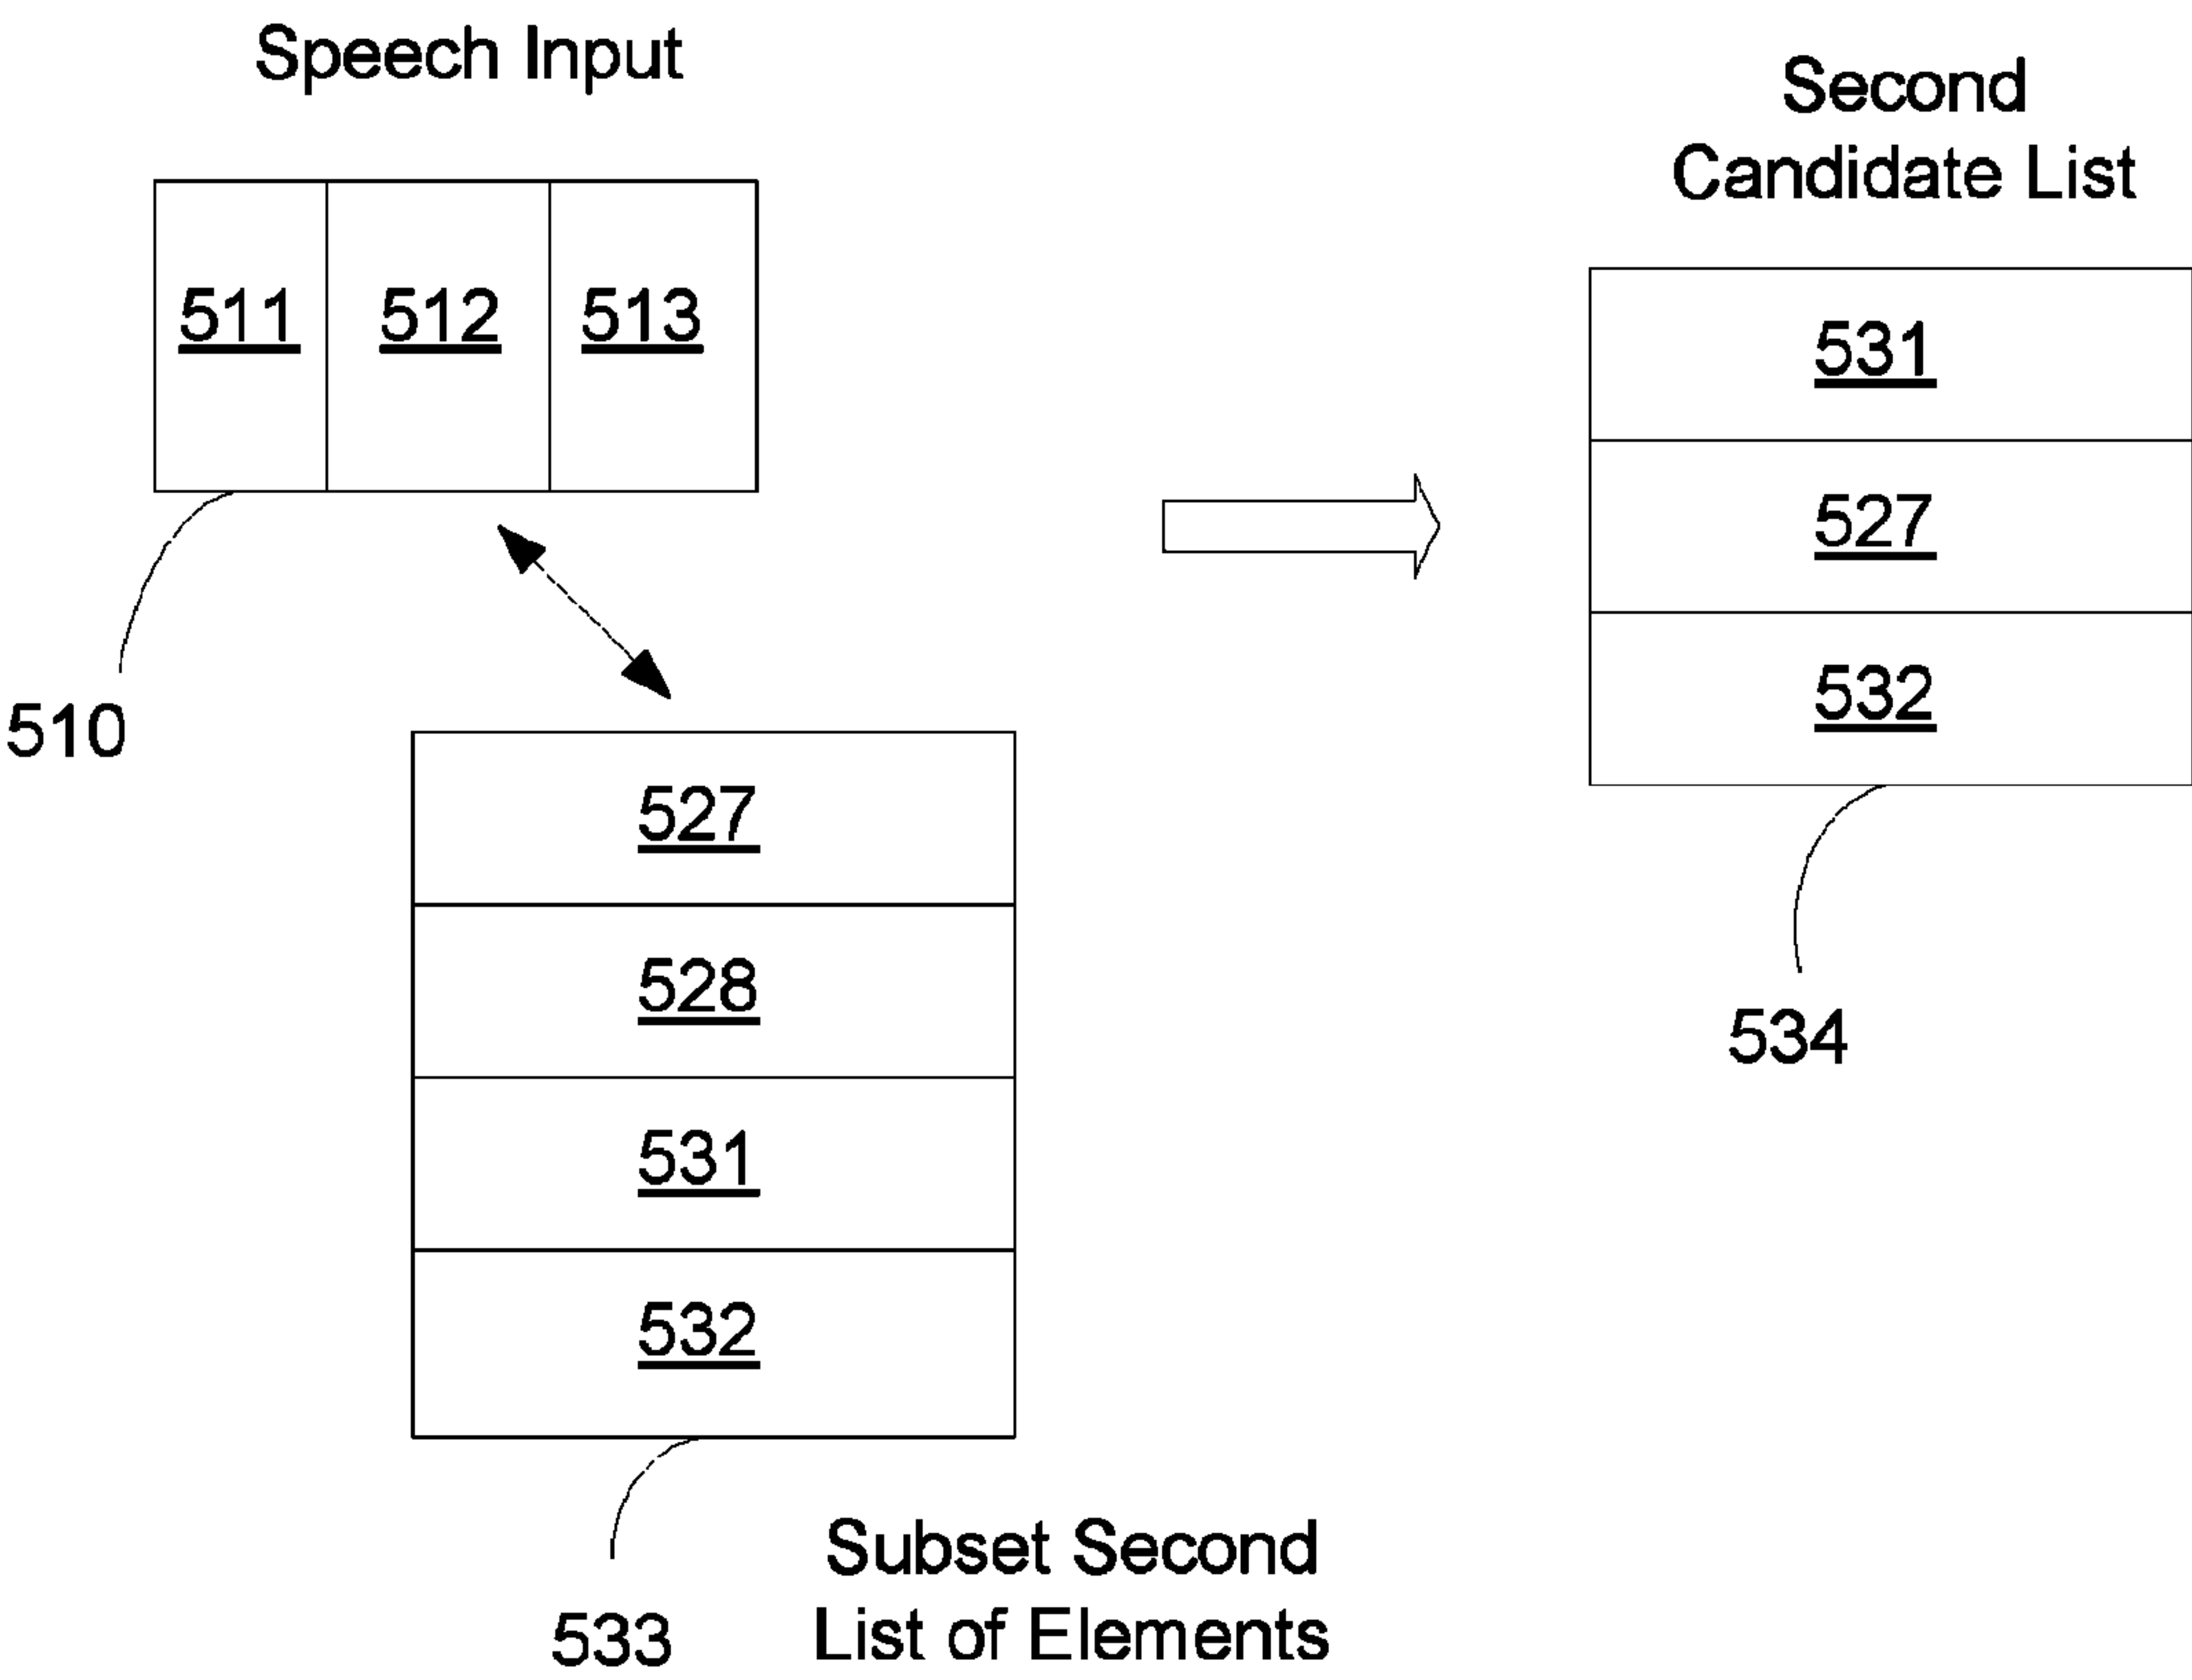 Speech Input
511 512 513
510
527
528
531
532
533
Subset Second
List of Elements
Second
Candidate List
531
527
532
534